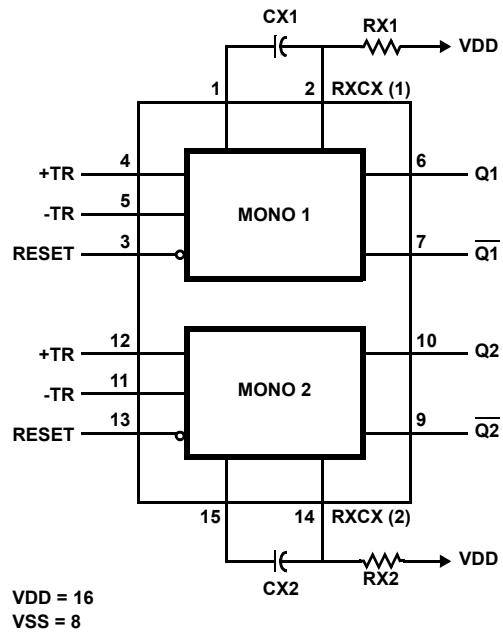 CX1
RX1
VDD
1
2
RXCX (1)
4
+TR
6
Q1
MONO 1
5
-TR
3
RESET
7
Q1
12
+TR
10
Q2
MONO 2
11
-TR
13
RESET
9
Q2
15
14
RXCX (2)
CX2
RX2
VDD
VDD = 16
VSS = 8